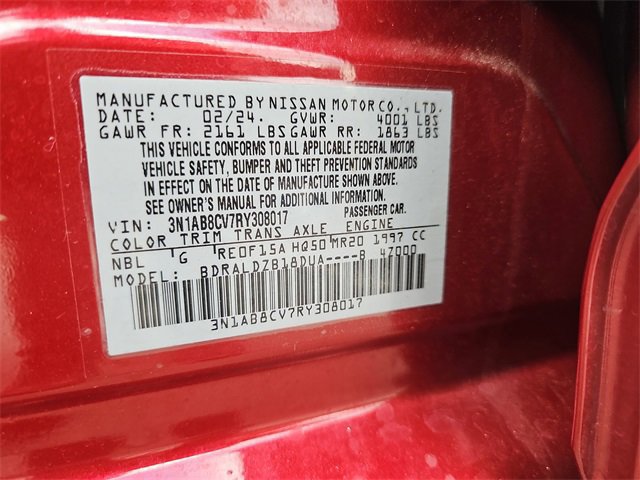 MANUFACTURED BY NISSAN MOTOR CO., LTD.
DATE: 02/24. GVWR: 4001 LBS
GAWR FR: 2161 LBS GAWR RR: 1863 LBS
THIS VEHICLE CONFORMS TO ALL APPLICABLE FEDERAL MOTOR
VEHICLE SAFETY, BUMPER AND THEFT PREVENTION STANDARDS
IN EFFECT ON THE DATE OF MANUFACTURE SHOWN ABOVE.
SEE OWNER'S MANUAL FOR ADDITIONAL INFORMATION.
VIN: 3N1AB8CV7RY308017 PASSENGER CAR.
COLOR TRIM TRANS AXLE ENGINE
NBL G RE0F15A HQ50 MR20 1997 CC
MODEL: BDRALDZB18DUA----B 47000
3N1AB8CV7RY308017